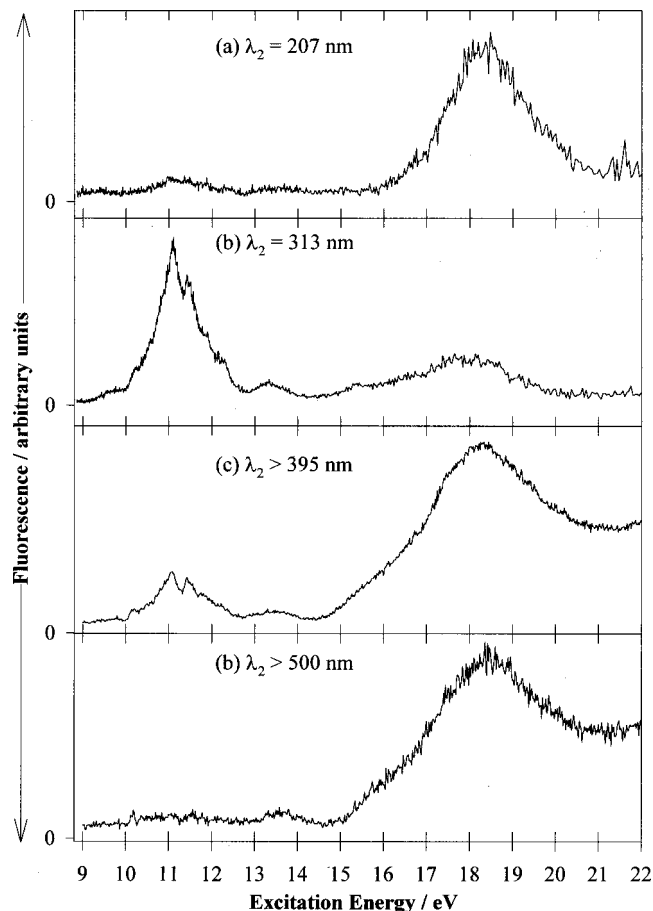 Fluorescence / arbitrary units
(a) λ₂ = 207 nm
0
(b) λ₂ = 313 nm
0
(c) λ₂ > 395 nm
0
(b) λ₂ > 500 nm
0
9 10 11 12 13 14 15 16 17 18 19 20 21 22
Excitation Energy / eV